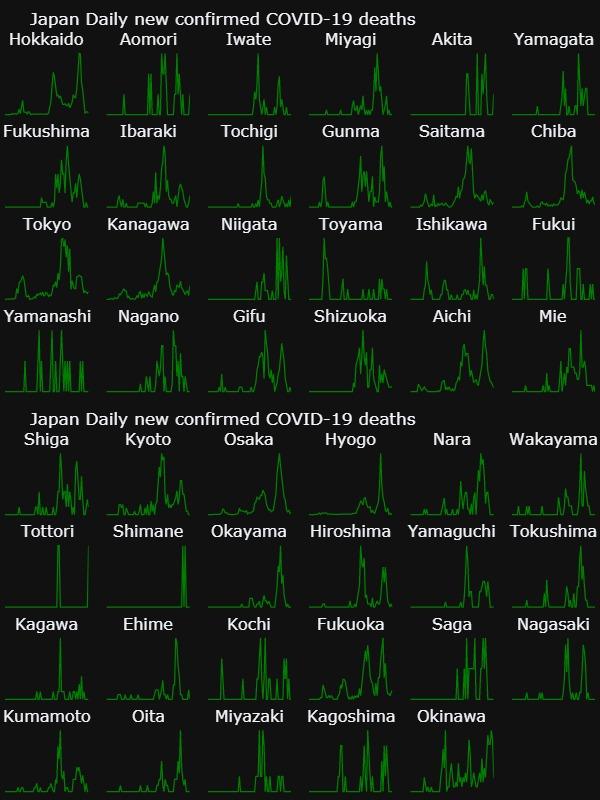 Japan Daily new confirmed COVID-19 deaths
Hokkaido Aomori Iwate Miyagi Akita Yamagata
Fukushima Ibaraki Tochigi Gunma Saitama Chiba
Tokyo Kanagawa Niigata Toyama Ishikawa Fukui
Yamanashi Nagano Gifu Shizuoka Aichi Mie
Japan Daily new confirmed COVID-19 deaths
Shiga Kyoto Osaka Hyogo Nara Wakayama
Tottori Shimane Okayama Hiroshima Yamaguchi Tokushima
Kagawa Ehime Kochi Fukuoka Saga Nagasaki
Kumamoto Oita Miyazaki Kagoshima Okinawa